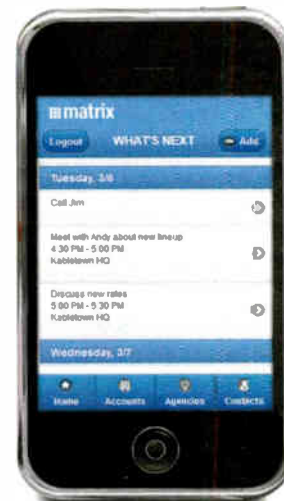 matrix
Logout WHAT'S NEXT Add
Tuesday, 3/6
Call Jim
Meet with Andy about new lineup
4:30 PM - 5:00 PM
Kabletown HQ
Discuss new rates
5:00 PM - 5:30 PM
Kabletown HQ
Wednesday, 3/7
Home Accounts Agencies Contacts